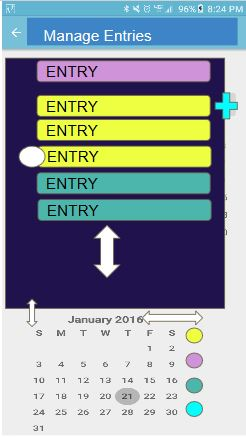 96% 8:24 PM
Manage Entries
ENTRY
ENTRY
ENTRY
ENTRY
ENTRY
ENTRY
January 2016
S M T W T F S
1 2
3 4 5 6 7 8 9
10 11 12 13 14 15 16
17 18 19 20 21 22 23
24 25 26 27 28 29 30
31